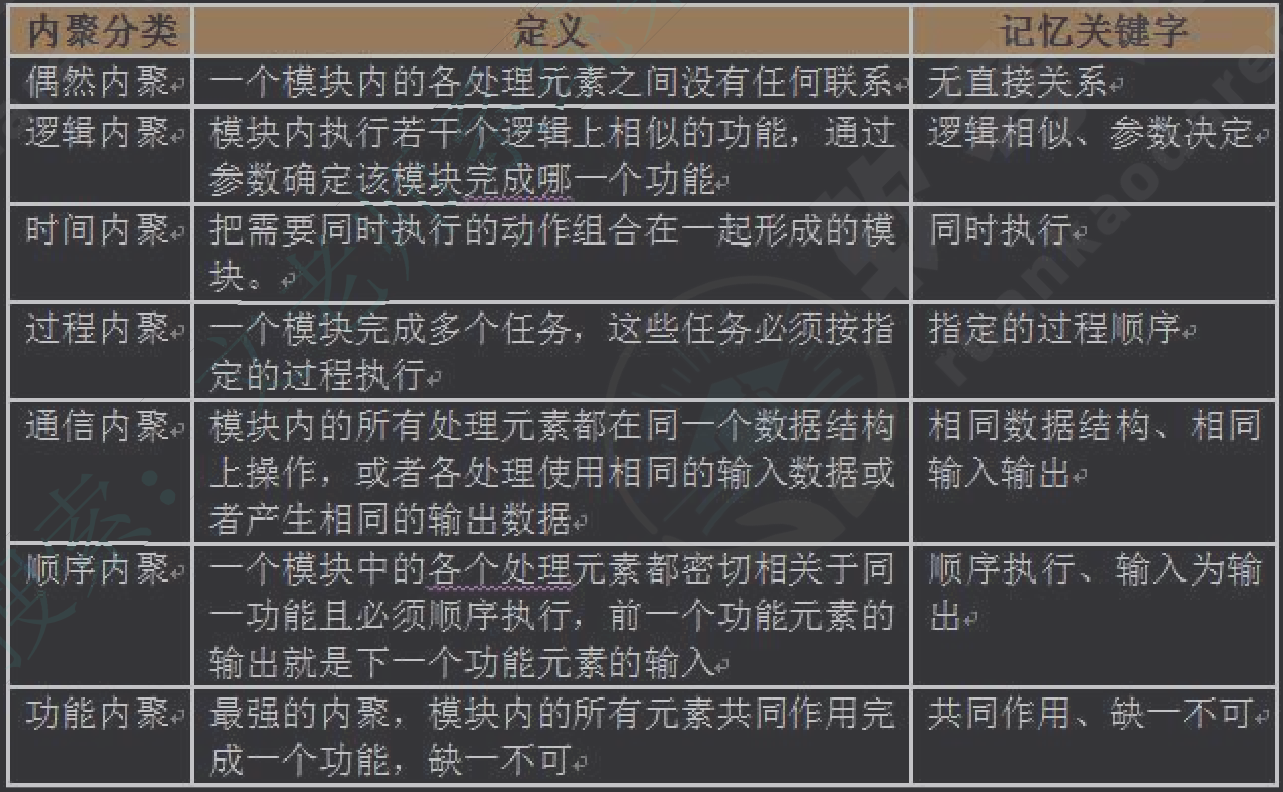 内聚分类 定义 记忆关键字
偶然内聚 一个模块内的各处理元素之间没有任何联系 无直接关系
逻辑内聚 模块内执行若干个逻辑上相似的功能，通过 逻辑相似、参数决定
参数确定该模块完成哪一个功能
时间内聚 把需要同时执行的动作组合在一起形成的模 同时执行
块。
过程内聚 一个模块完成多个任务，这些任务必须按指 指定的过程顺序
定的过程执行
通信内聚 模块内的所有处理元素都在同一个数据结构 相同数据结构、相同
上操作，或者各处理使用相同的输入数据或 输入输出
者产生相同的输出数据
顺序内聚 一个模块中的各个处理元素都密切相关于同 顺序执行、输入为输
一功能且必须顺序执行，前一个功能元素的 出
输出就是下一个功能元素的输入
功能内聚 最强的内聚，模块内的所有元素共同作用完 共同作用、缺一不可
成一个功能，缺一不可